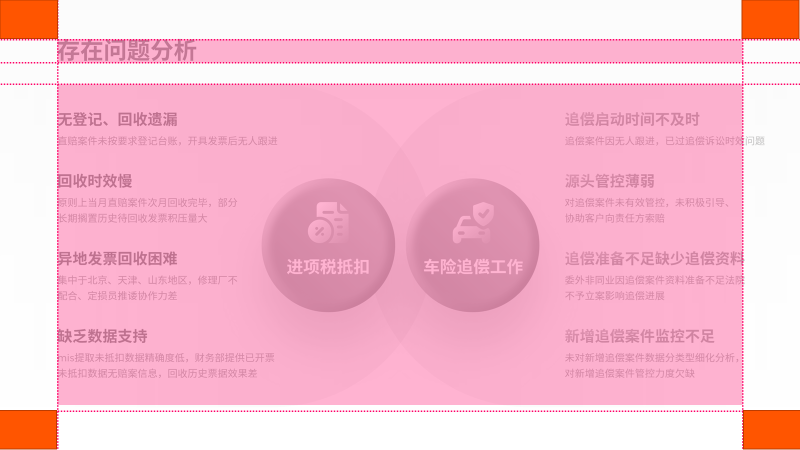 存在问题分析
无登记、回收遗漏
直赔案件未按要求登记台账，开具发票后无人跟进
回收时效慢
原则上当月直赔案件次月回收完毕，部分
长期搁置历史待回收发票积压量大
异地发票回收困难
集中于北京、天津、山东地区，修理厂不
配合、定损员推诿协作力差
缺乏数据支持
mis提取未抵扣数据精确度低，财务部提供已开票
未抵扣数据无赔案信息，回收历史票据效果差
进项税抵扣
车险追偿工作
追偿启动时间不及时
追偿案件因无人跟进，已过追偿诉讼时效问题
源头管控薄弱
对追偿案件未有效管控，未积极引导、
协助客户向责任方索赔
追偿准备不足缺少追偿资料
委外非同业因追偿案件资料准备不足法院
不予立案影响追偿进展
新增追偿案件监控不足
未对新增追偿案件数据分类型细化分析，
对新增追偿案件管控力度欠缺